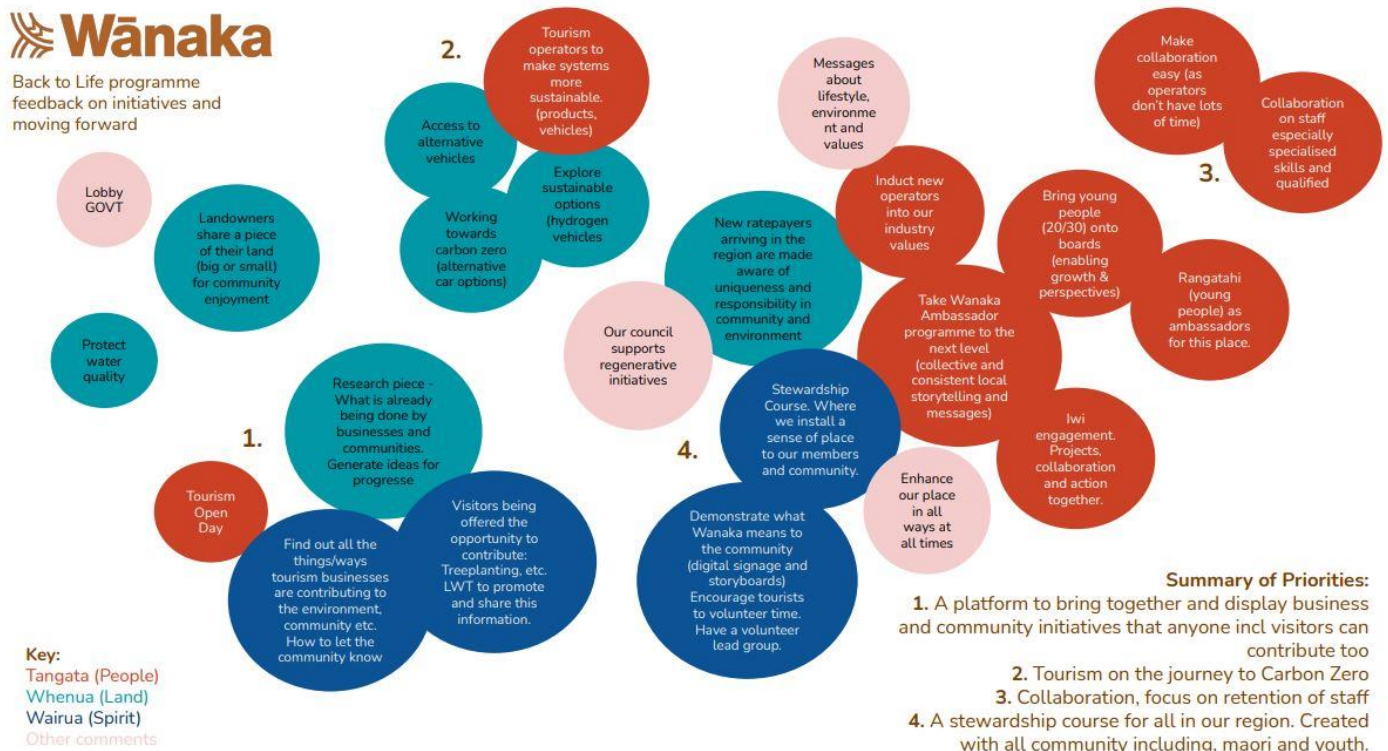 Wānaka
Back to Life programme
feedback on initiatives and
moving forward
Lobby
GOVT
Landowners
share a piece
of their land
(big or small)
for community
enjoyment
Protect
water
quality
2.
Tourism
operators to
make systems
more
sustainable.
(products,
vehicles)
Access to
alternative
vehicles
Explore
sustainable
options
(hydrogen
vehicles
Working
towards
carbon zero
(alternative
car options)
1.
Research piece -
What is already
being done by
businesses and
communities.
Generate ideas for
progresse
Tourism
Open
Day
Find out all the
things/ways
tourism businesses
are contributing to
the environment,
community etc.
How to let the
community know
Visitors being
offered the
opportunity to
contribute:
Treeplanting, etc.
LWT to promote
and share this
information.
Messages
about
lifestyle,
environme
nt and
values
Induct new
operators
into our
industry
values
New ratepayers
arriving in the
region are made
aware of
uniqueness and
responsibility in
community and
environment
Our council
supports
regenerative
initiatives
4.
Stewardship
Course. Where
we install a
sense of place
to our members
and community.
Demonstrate what
Wanaka means to
the community
(digital signage and
storyboards)
Encourage tourists
to volunteer time.
Have a volunteer
lead group.
Enhance
our place
in all
ways at
all times
Take Wanaka
Ambassador
programme to the
next level
(collective and
consistent local
storytelling and
messages)
Bring young
people
(20/30) onto
boards
(enabling
growth &
perspectives)
Rangatahi
(young
people) as
ambassadors
for this place.
Iwi
engagement.
Projects,
collaboration
and action
together.
3.
Make
collaboration
easy (as
operators
don't have lots
of time)
Collaboration
on staff
especially
specialised
skills and
qualified
Key:
Tangata (People)
Whenua (Land)
Wairua (Spirit)
Other comments
Summary of Priorities:
1. A platform to bring together and display business
and community initiatives that anyone incl visitors can
contribute too
2. Tourism on the journey to Carbon Zero
3. Collaboration, focus on retention of staff
4. A stewardship course for all in our region. Created
with all community including, maori and youth.